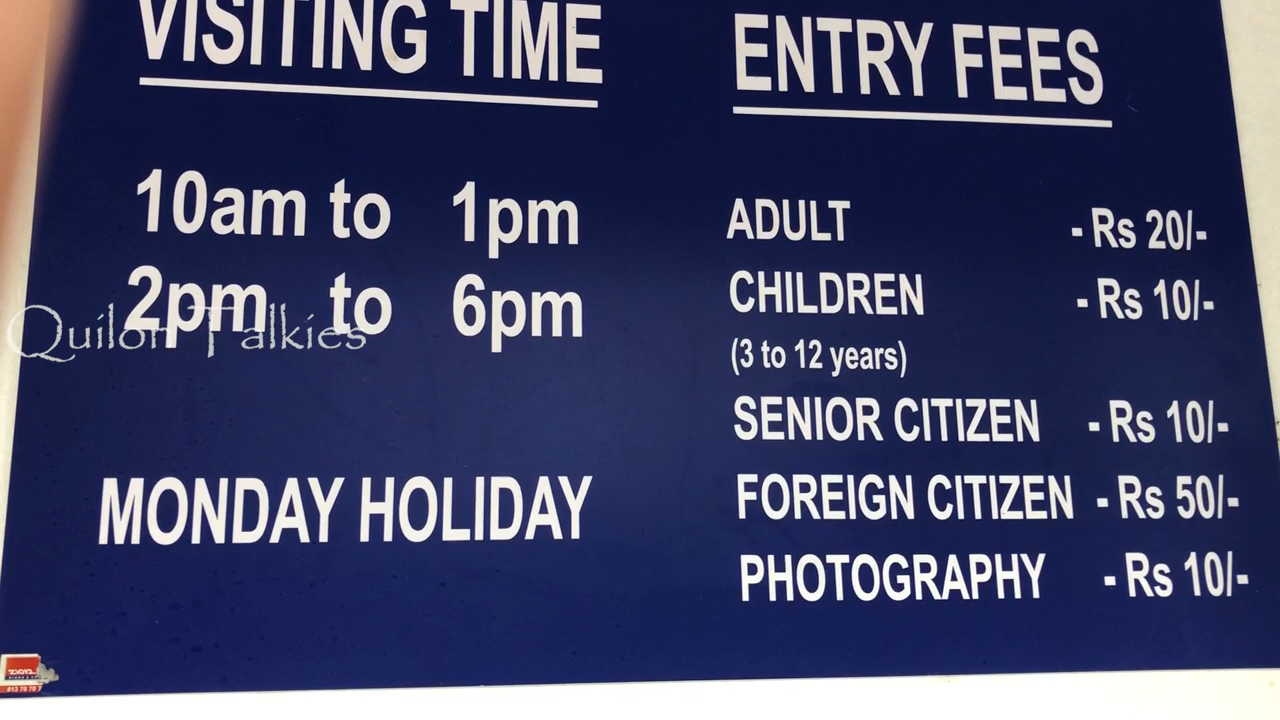 VISITING TIME
10am to 1pm
2pm to 6pm
MONDAY HOLIDAY
ENTRY FEES
ADULT - Rs 20/-
CHILDREN - Rs 10/-
(3 to 12 years)
SENIOR CITIZEN - Rs 10/-
FOREIGN CITIZEN - Rs 50/-
PHOTOGRAPHY - Rs 10/-
Quilon Talkies